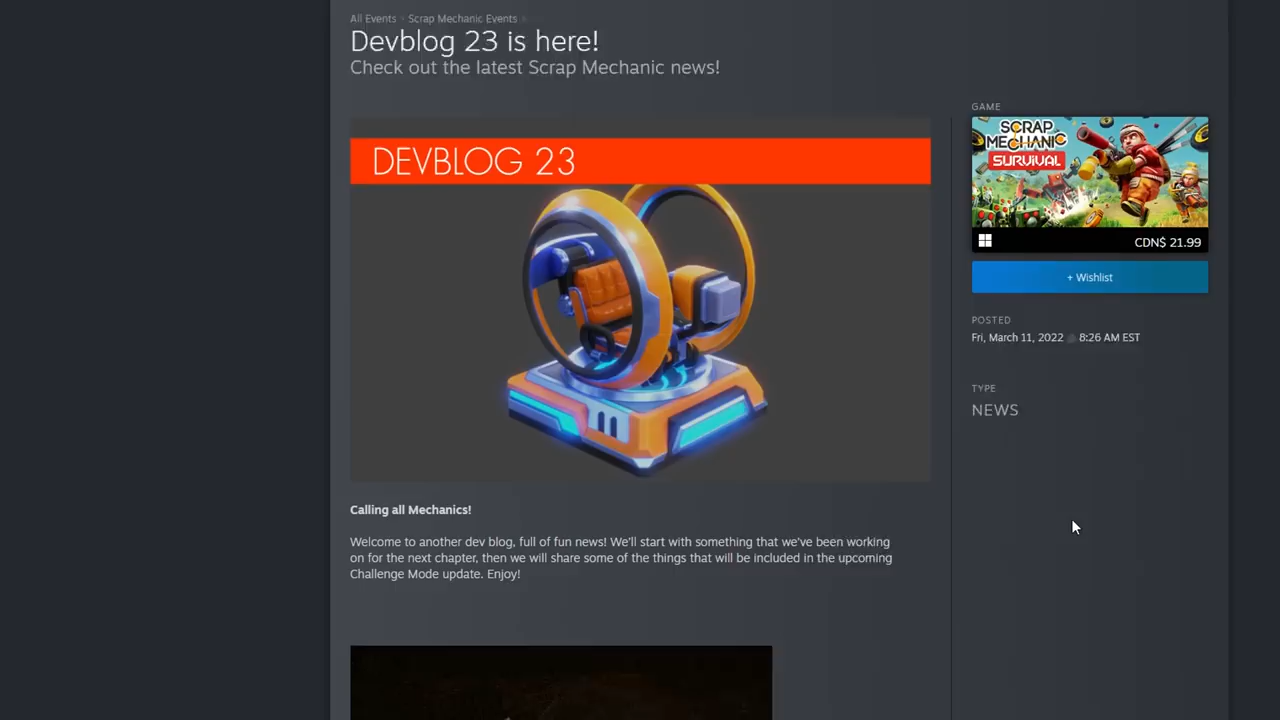 All Events › Scrap Mechanic Events
Devblog 23 is here!
Check out the latest Scrap Mechanic news!
DEVBLOG 23
Calling all Mechanics!
Welcome to another dev blog, full of fun news! We'll start with something that we've been working
on for the next chapter, then we will share some of the things that will be included in the upcoming
Challenge Mode update. Enjoy!
GAME
SCRAP
MECHANIC
SURVIVAL
CDN$ 21.99
+ Wishlist
POSTED
Fri, March 11, 2022 8:26 AM EST
TYPE
NEWS